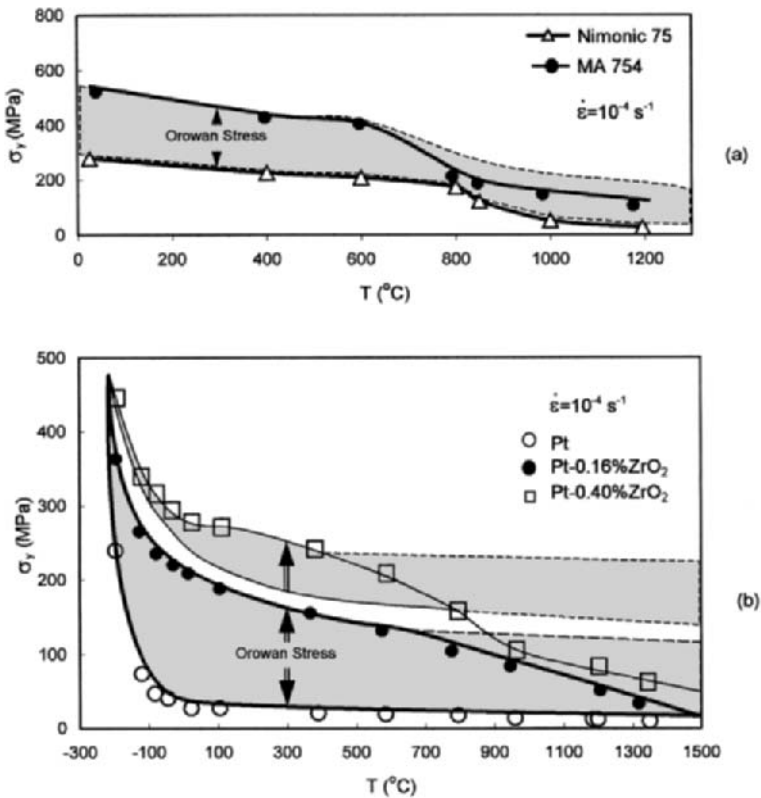 800
600
400
200
0
σy (MPa)
Nimonic 75
MA 754
ε̇=10⁻⁴ s⁻¹
Orowan Stress
(a)
0 200 400 600 800 1000 1200
T (°C)
500
400
300
200
100
0
σy (MPa)
ε̇=10⁻⁴ s⁻¹
Pt
Pt-0.16%ZrO₂
Pt-0.40%ZrO₂
Orowan Stress
(b)
-300 -100 100 300 500 700 900 1100 1300 1500
T (°C)